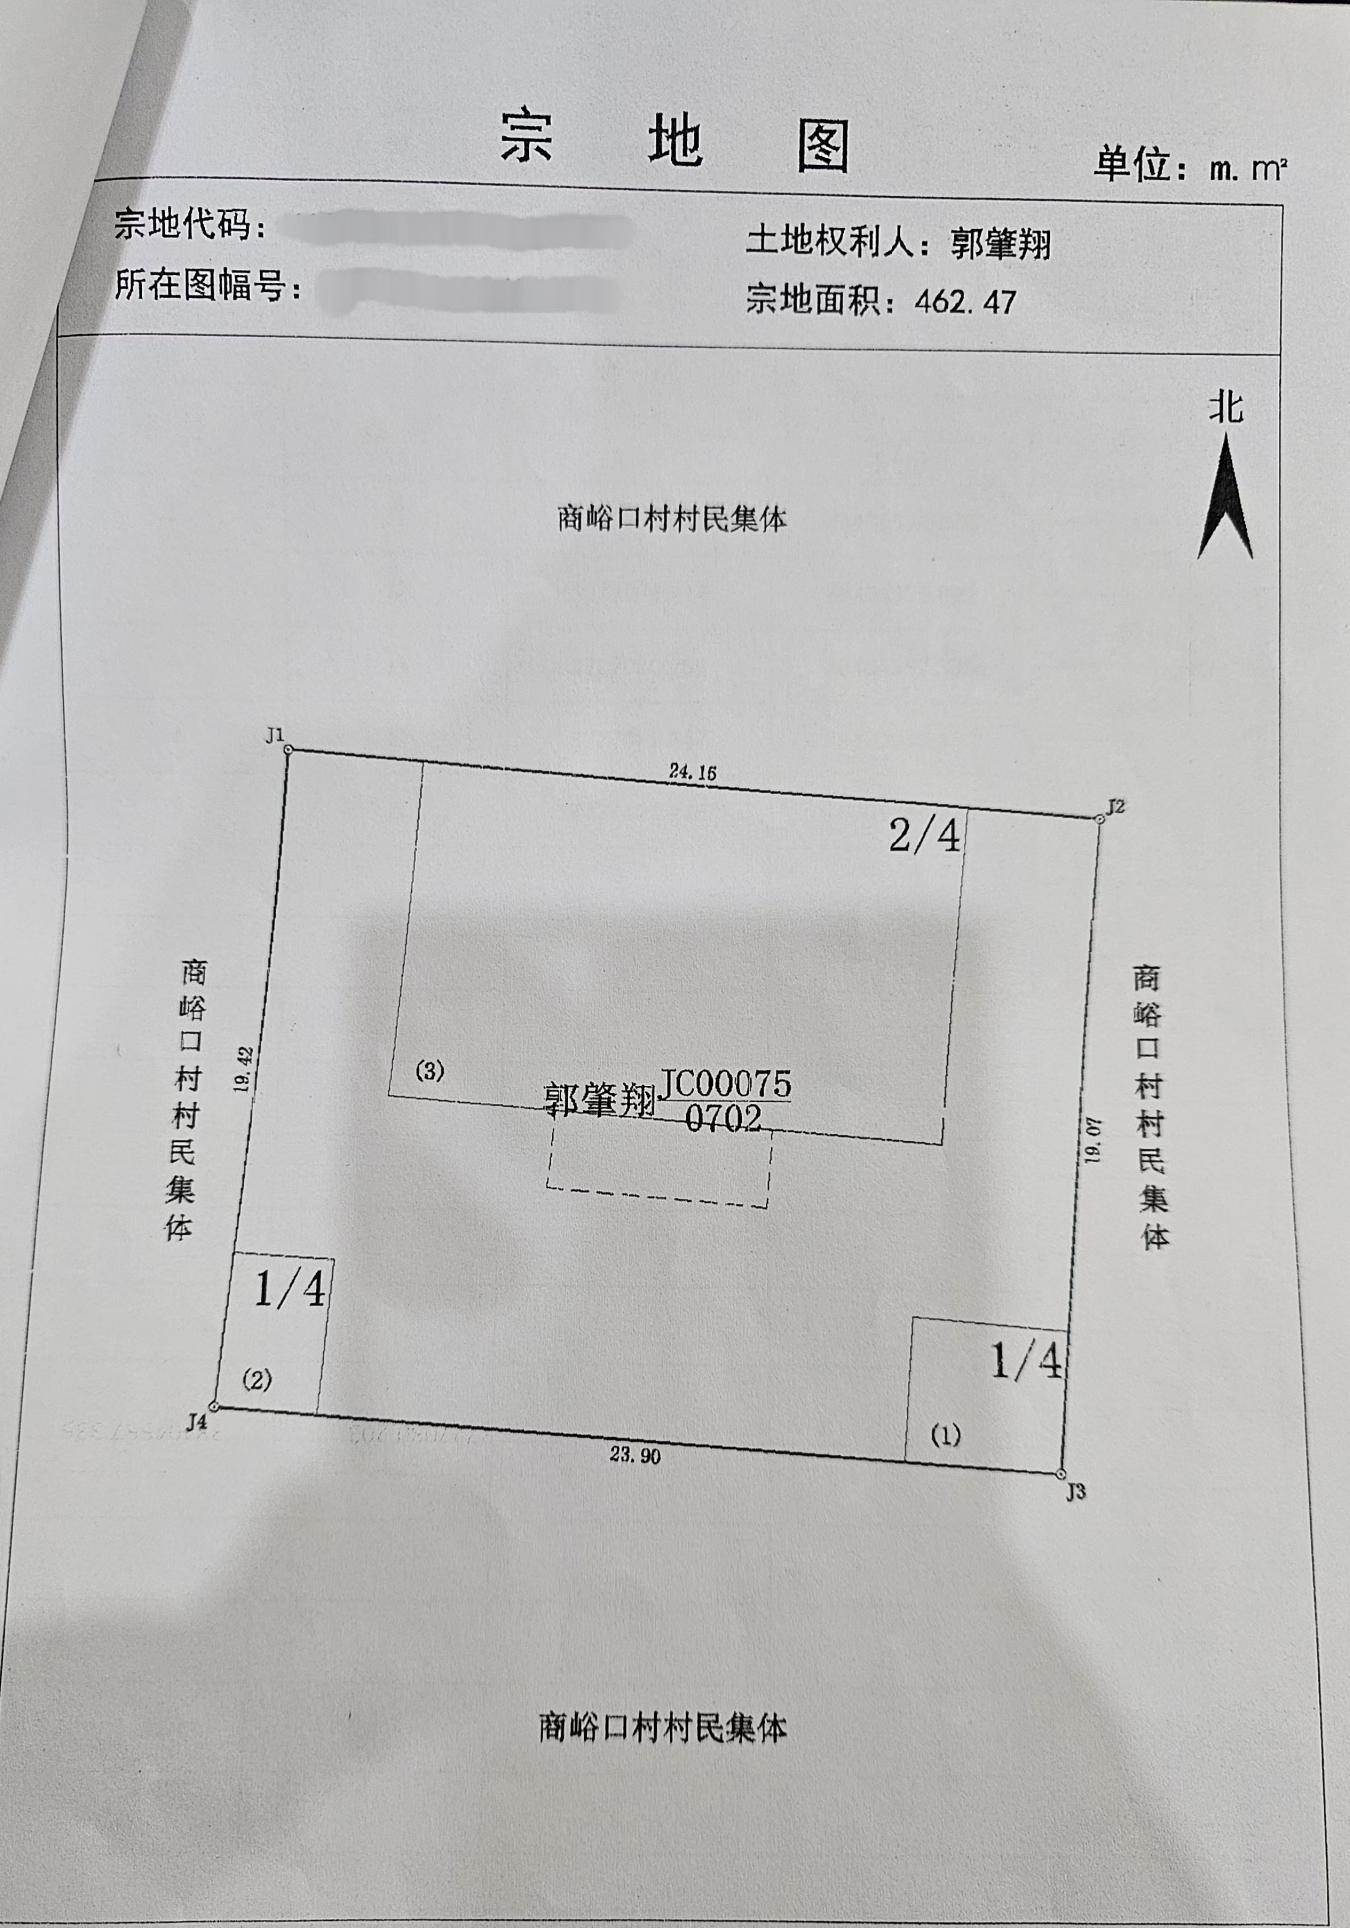 宗地图
单位：m.m²
宗地代码：
土地权利人：郭肇翔
所在图幅号：
宗地面积：462.47
北
商峪口村村民集体
J1
24.15
J2
2/4
商峪口村村民集体
19.42
(3)
郭肇翔
JC00075
0702
19.07
商峪口村村民集体
1/4
(2)
1/4
(1)
J4
23.90
J3
商峪口村村民集体